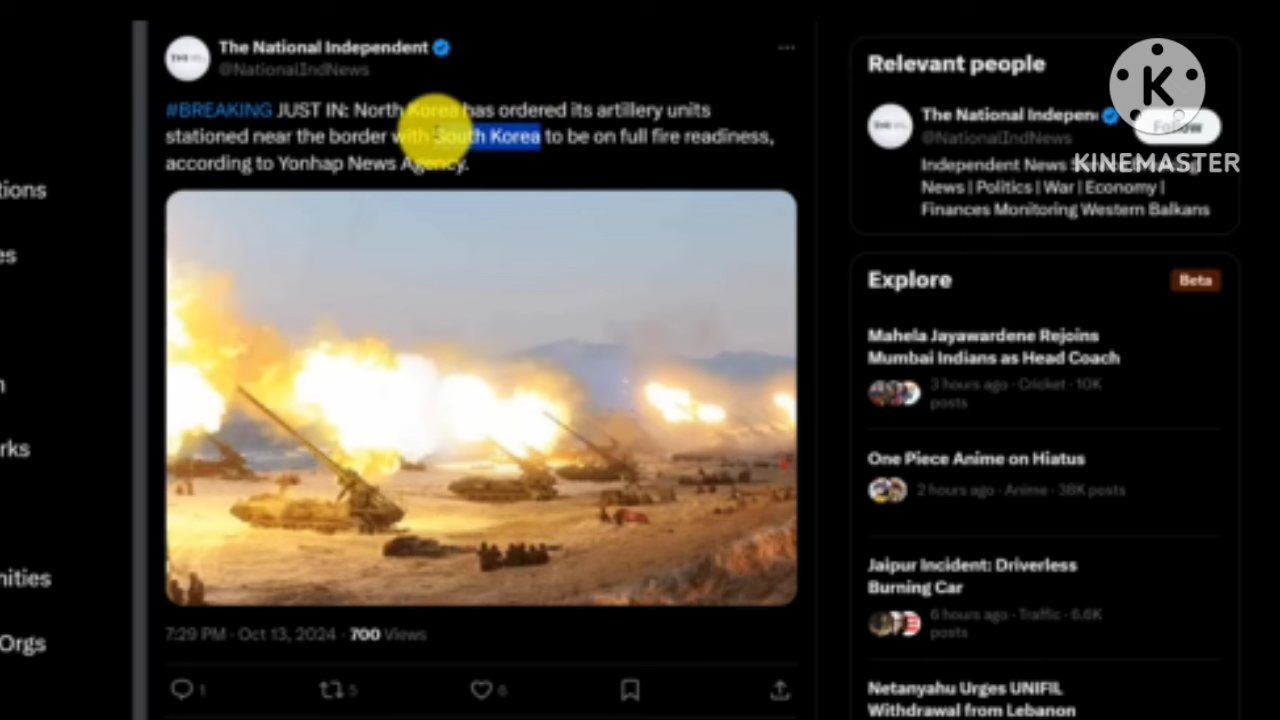 The National Independent
@NationalIndNews
#BREAKING JUST IN: North Korea has ordered its artillery units
stationed near the border with South Korea to be on full fire readiness,
according to Yonhap News Agency.
7:29 PM · Oct 13, 2024 · 700 Views
1
5
6
tions
es
n
rks
nities
Orgs
Relevant people
The National Indepen
@NationalIndNews
Follow
Independent News
News | Politics | War | Economy |
Finances Monitoring Western Balkans
K
KINEMASTER
Explore
Beta
Mahela Jayawardene Rejoins
Mumbai Indians as Head Coach
3 hours ago · Cricket · 10K
posts
One Piece Anime on Hiatus
2 hours ago · Anime · 38K posts
Jaipur Incident: Driverless
Burning Car
6 hours ago · Traffic · 6.6K
posts
Netanyahu Urges UNIFIL
Withdrawal from Lebanon